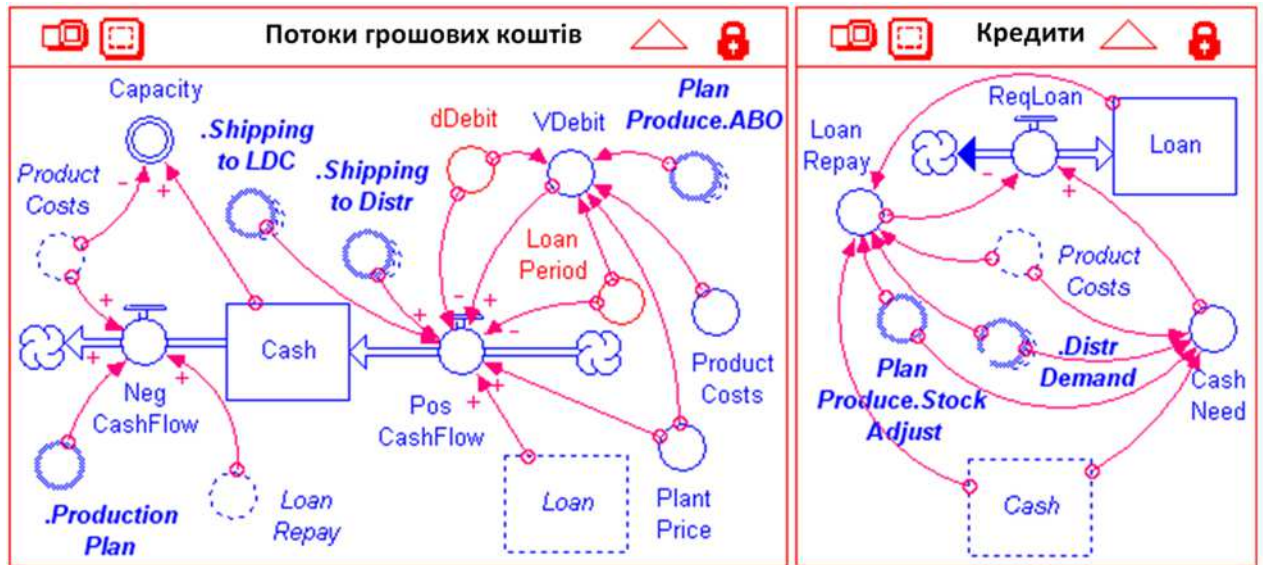 Потоки грошових коштів
Capacity
Product
Costs
.Shipping
to LDC
.Shipping
to Distr
dDebit
VDebit
Plan
Produce.ABO
Loan
Period
Cash
Neg
CashFlow
Pos
CashFlow
Product
Costs
.Production
Plan
Loan
Repay
Loan
Plant
Price
Кредити
ReqLoan
Loan
Repay
Loan
Product
Costs
Plan
Produce.Stock
Adjust
.Distr
Demand
Cash
Need
Cash